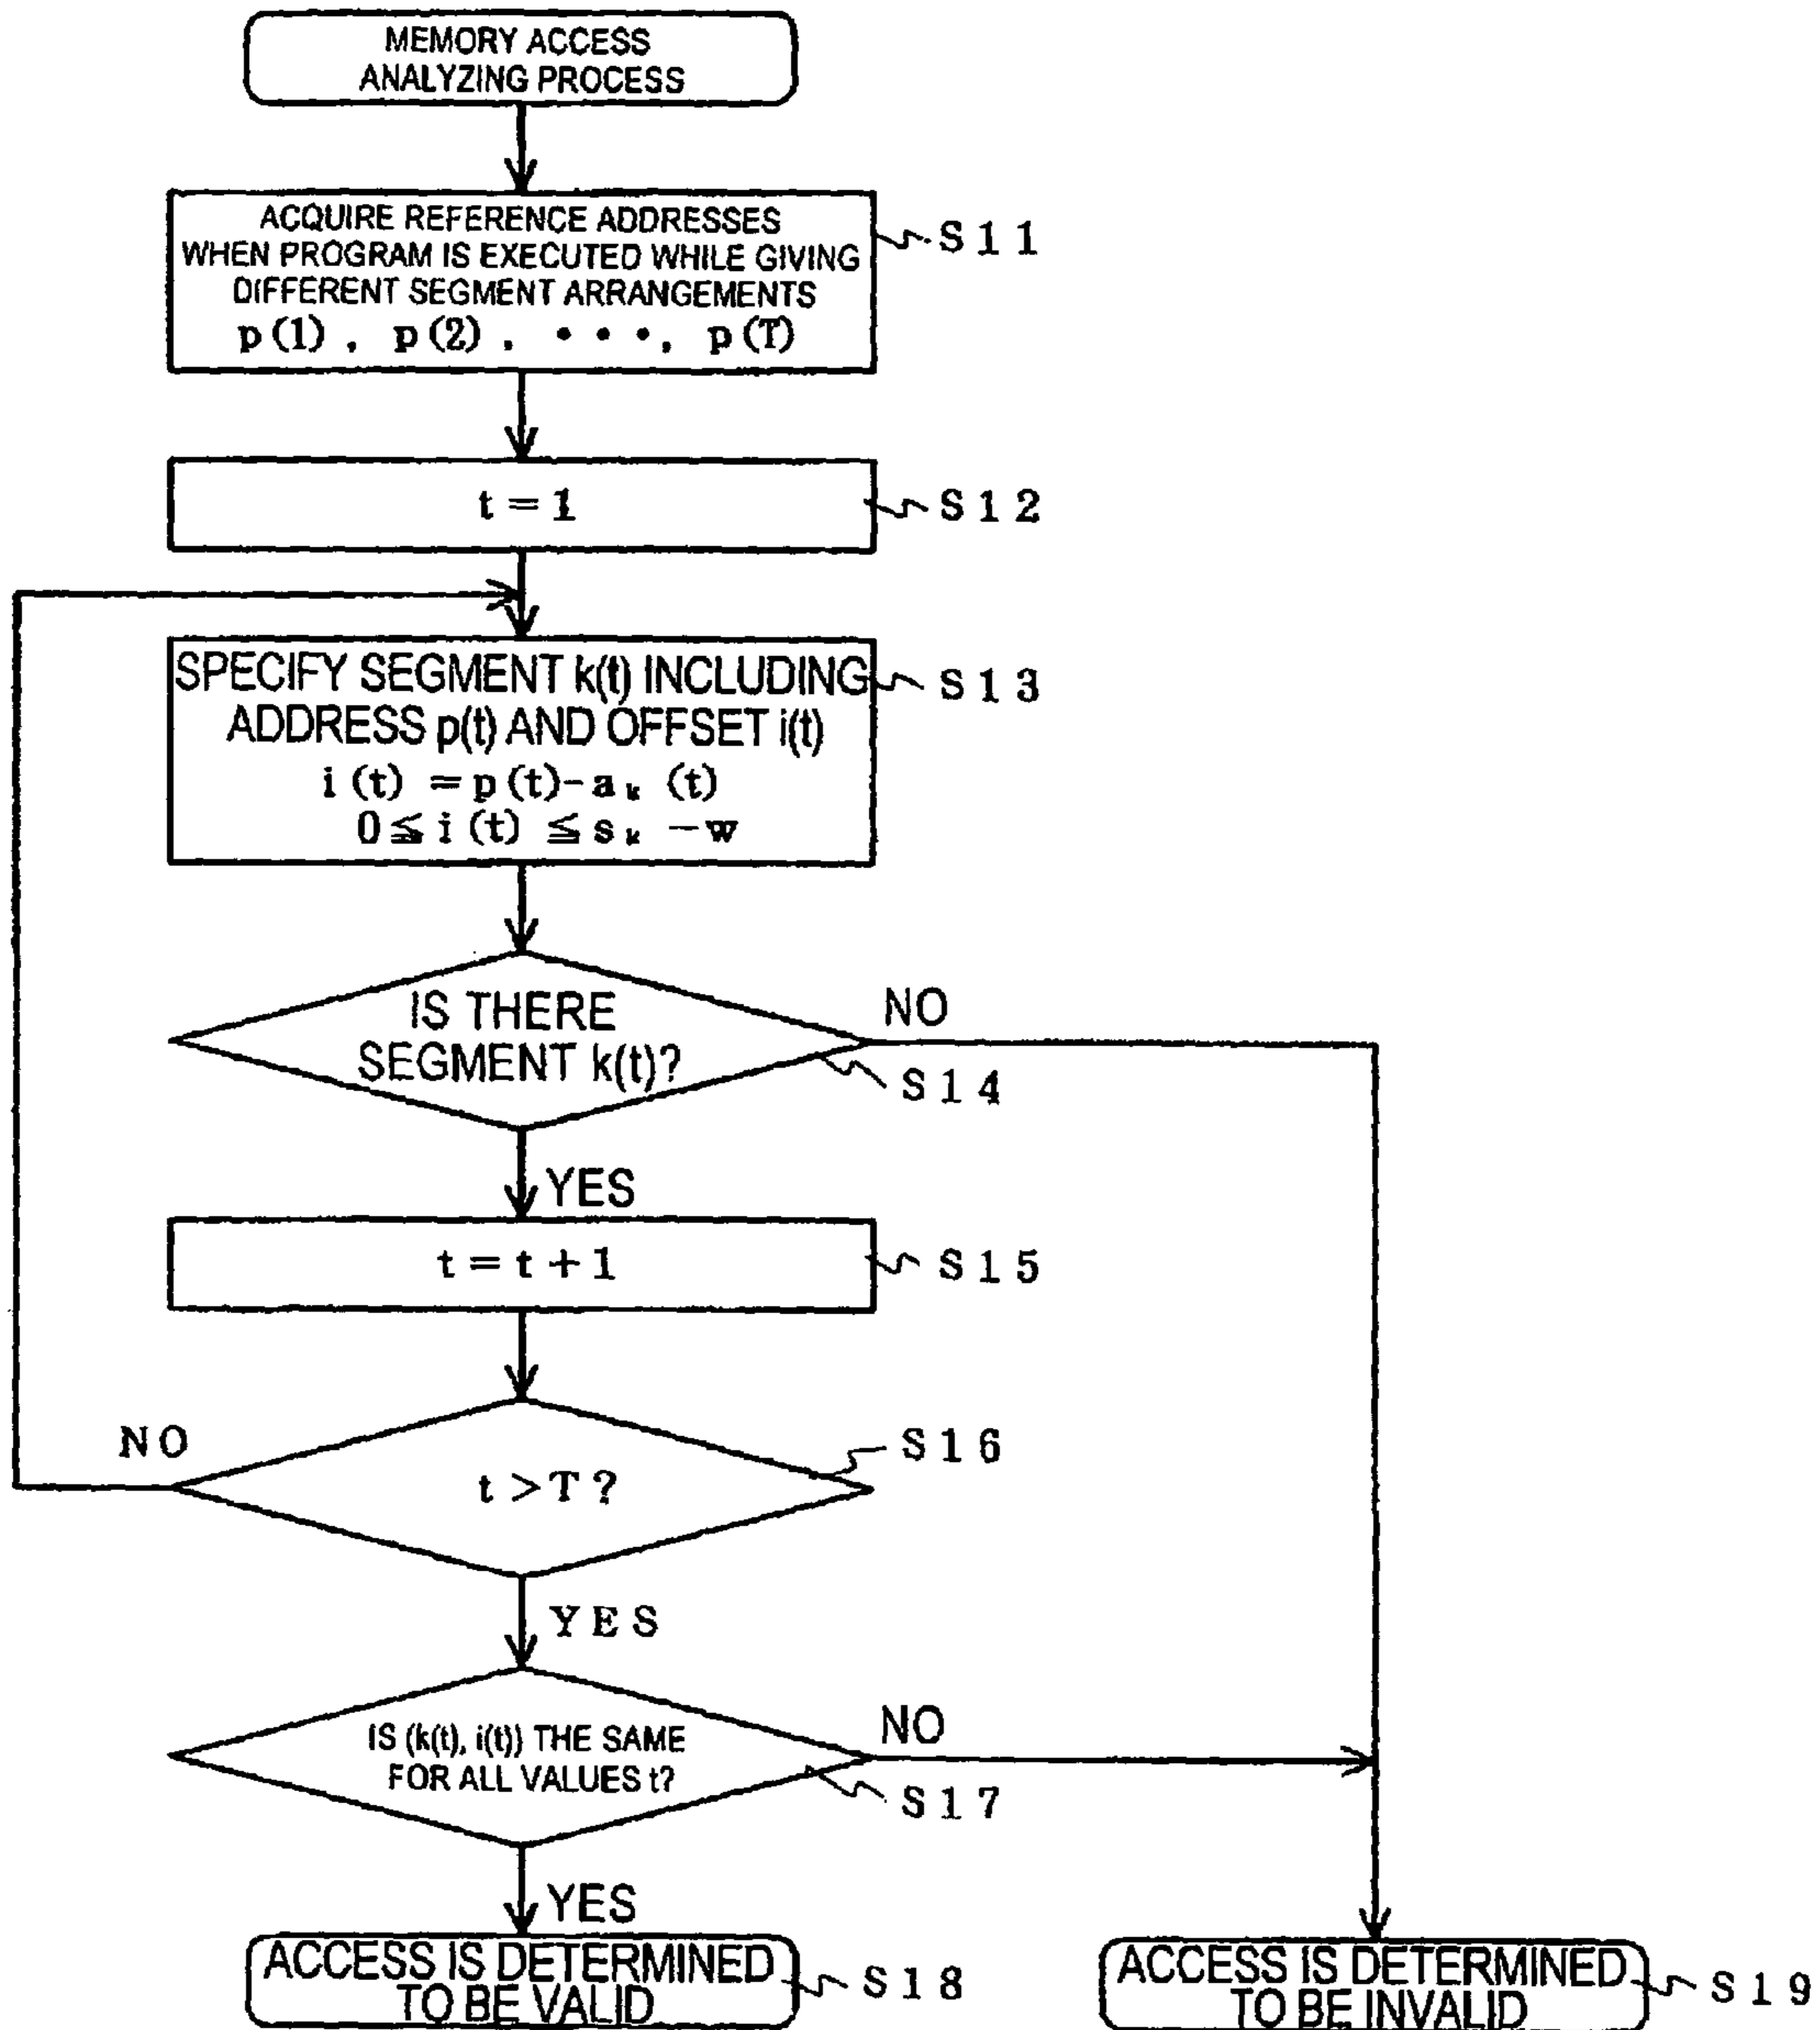 MEMORY ACCESS
ANALYZING PROCESS
ACQUIRE REFERENCE ADDRESSES
WHEN PROGRAM IS EXECUTED WHILE GIVING
DIFFERENT SEGMENT ARRANGEMENTS
p(1), p(2), ・・・, p(T)
S11
t=1
S12
SPECIFY SEGMENT k(t) INCLUDING
ADDRESS p(t) AND OFFSET i(t)
i(t) =p(t)-aₖ(t)
0≦i(t)≦sₖ-w
S13
IS THERE
SEGMENT k(t)?
NO
S14
YES
t=t+1
S15
NO
t>T?
S16
YES
IS (k(t), i(t)) THE SAME
FOR ALL VALUES t?
NO
S17
YES
ACCESS IS DETERMINED
TO BE VALID
S18
ACCESS IS DETERMINED
TO BE INVALID
S19